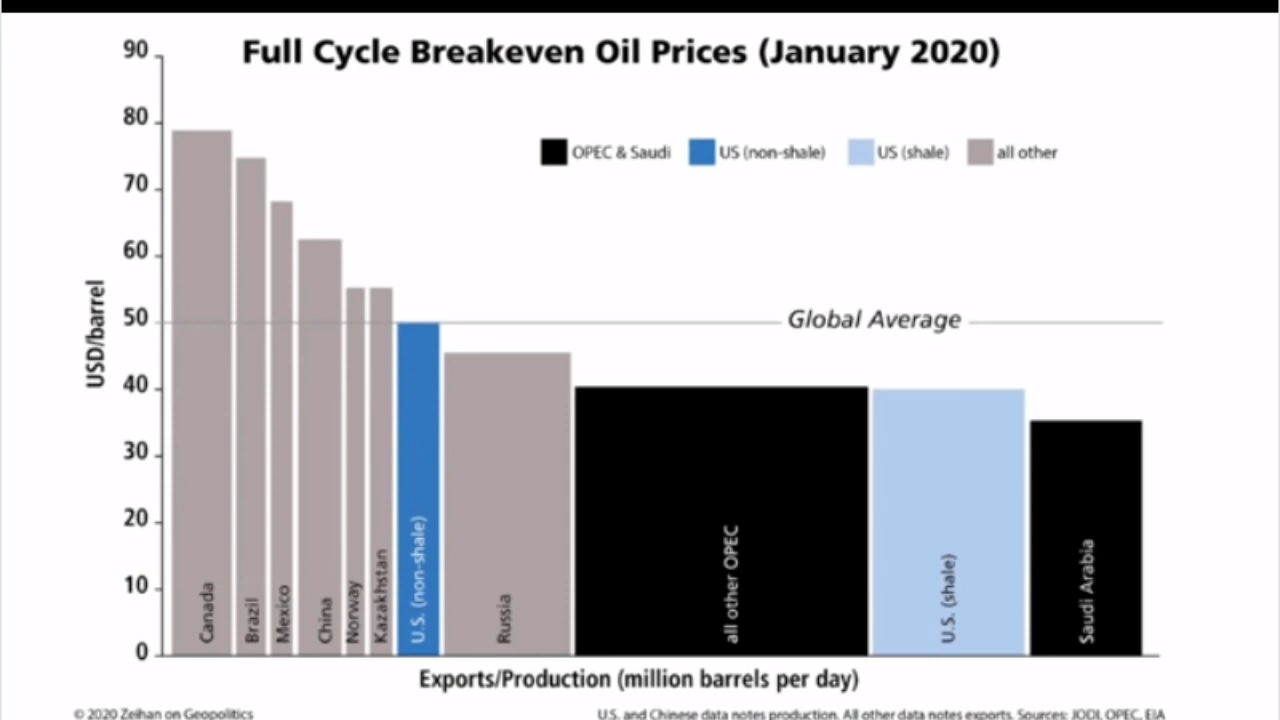 Full Cycle Breakeven Oil Prices (January 2020)
90
80
70
60
50
40
30
20
10
0
USD/barrel
OPEC & Saudi
US (non-shale)
US (shale)
all other
Global Average
Canada
Brazil
Mexico
China
Norway
Kazakhstan
U.S. (non-shale)
Russia
all other OPEC
U.S. (shale)
Saudi Arabia
Exports/Production (million barrels per day)
© 2020 Zeihan on Geopolitics
U.S. and Chinese data notes production. All other data notes exports. Sources: JODI, OPEC, EIA